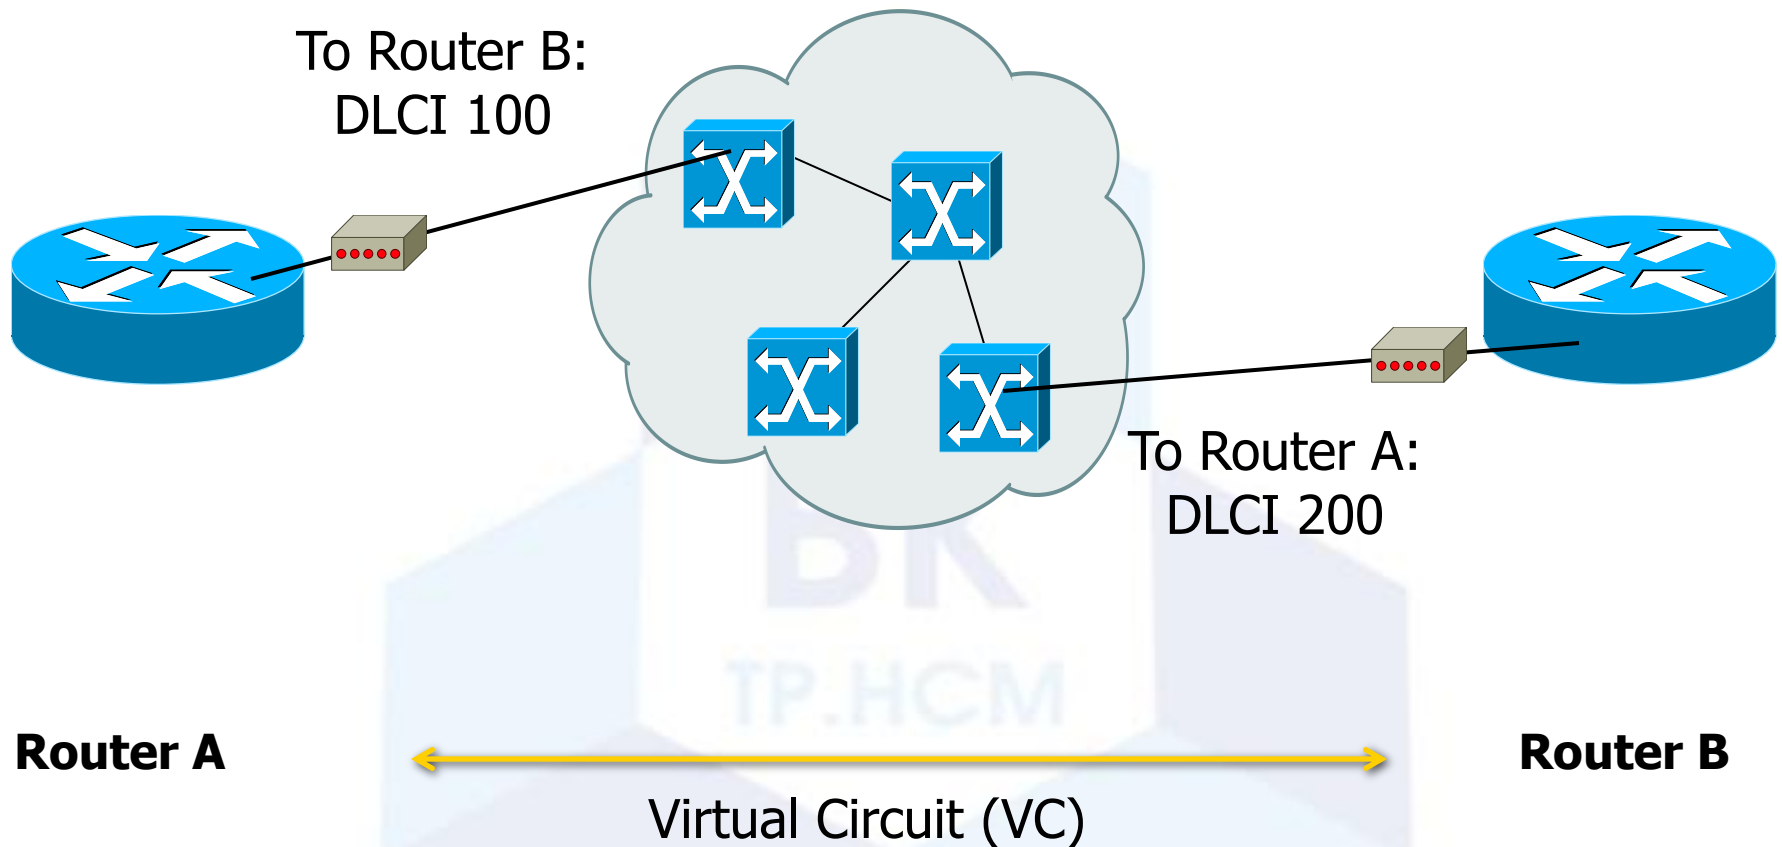 To Router B:
DLCI 100
To Router A:
DLCI 200
BK
TP.HCM
Router A
Router B
Virtual Circuit (VC)